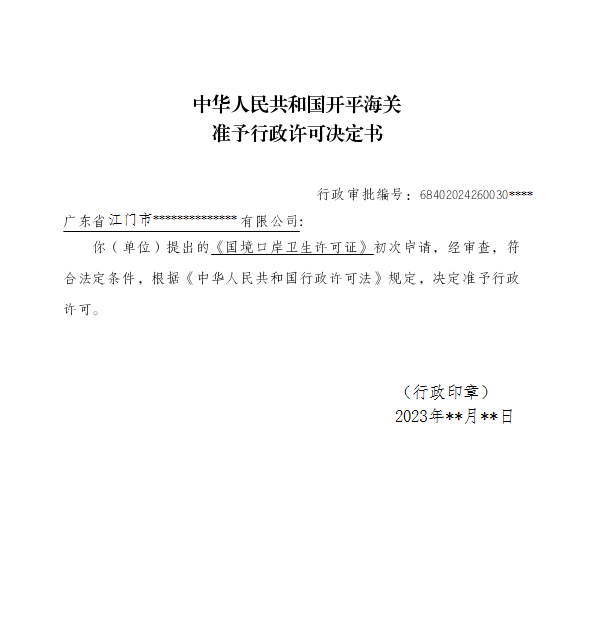 中华人民共和国开平海关
准予行政许可决定书
行政审批编号：68402024260030****
广东省江门市**************有限公司：
你（单位）提出的《国境口岸卫生许可证》初次申请，经审查，符
合法定条件，根据《中华人民共和国行政许可法》规定，决定准予行政
许可。
（行政印章）
2023年**月**日